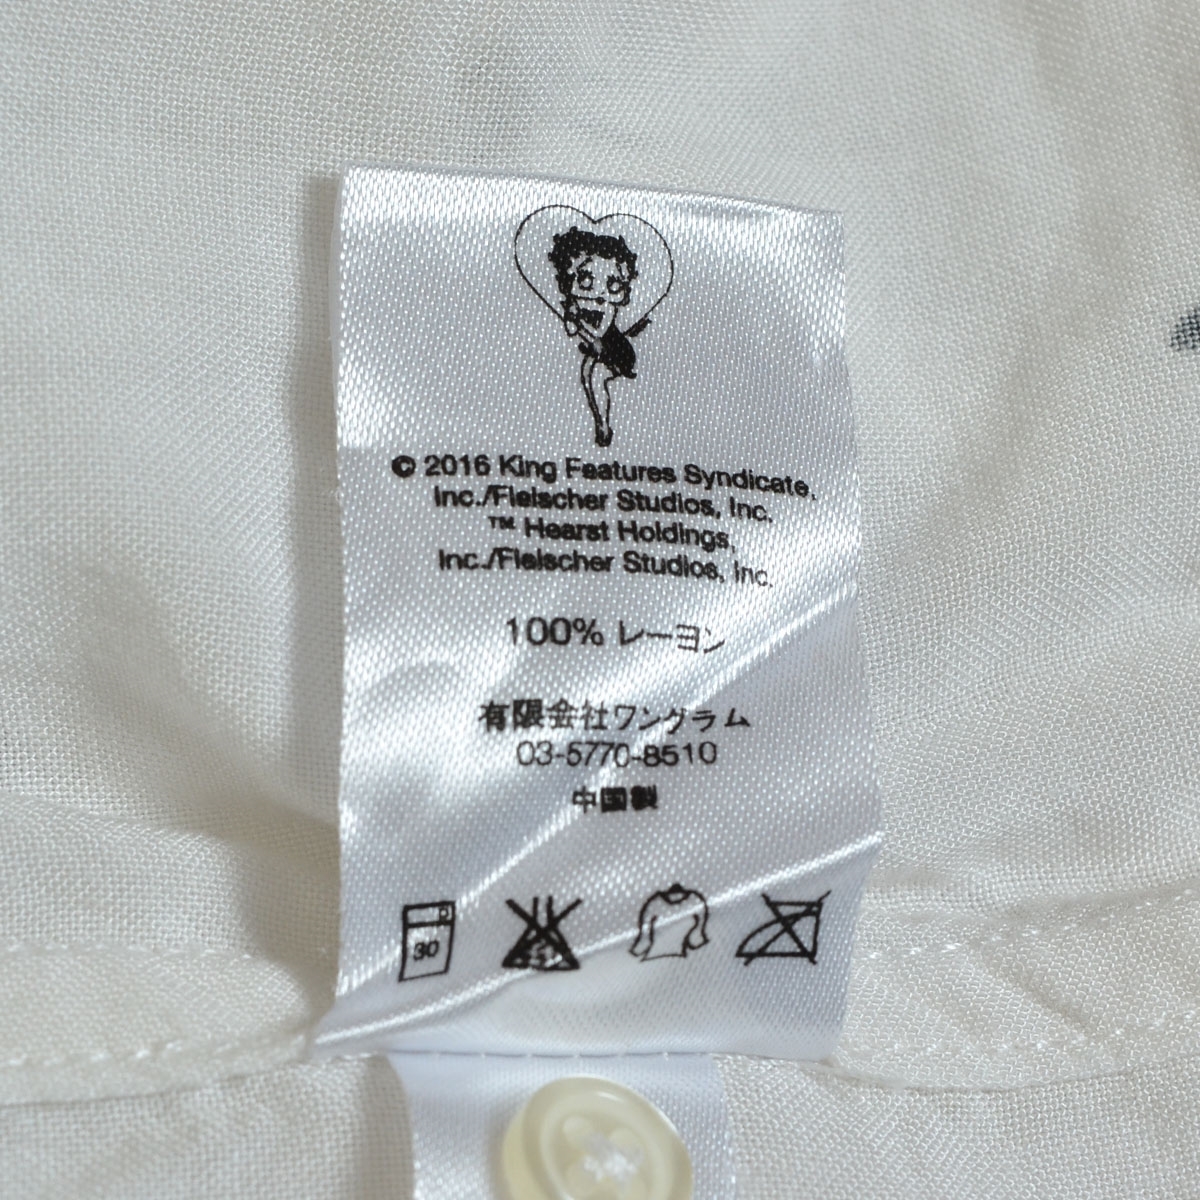 © 2016 King Features Syndicate,
Inc./Fleischer Studios, Inc.
™ Hearst Holdings,
Inc./Fleischer Studios, Inc.
100% レーヨン
有限会社ワングラム
03-5770-8510
中国製
30